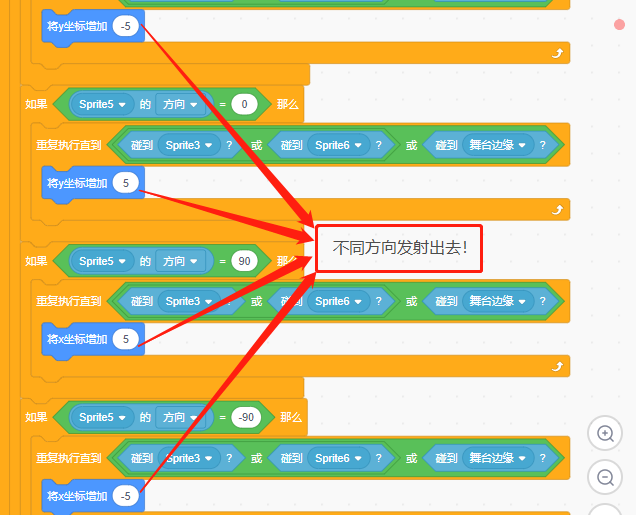 将y坐标增加 -5
如果 Sprite5 的 方向 = 0 那么
重复执行直到 碰到 Sprite3 ? 或 碰到 Sprite6 ? 或 碰到 舞台边缘 ?
将y坐标增加 5
不同方向发射出去!
如果 Sprite5 的 方向 = 90 那么
重复执行直到 碰到 Sprite3 ? 或 碰到 Sprite6 ? 或 碰到 舞台边缘 ?
将x坐标增加 5
如果 Sprite5 的 方向 = -90 那么
重复执行直到 碰到 Sprite3 ? 或 碰到 Sprite6 ? 或 碰到 舞台边缘 ?
将x坐标增加 -5